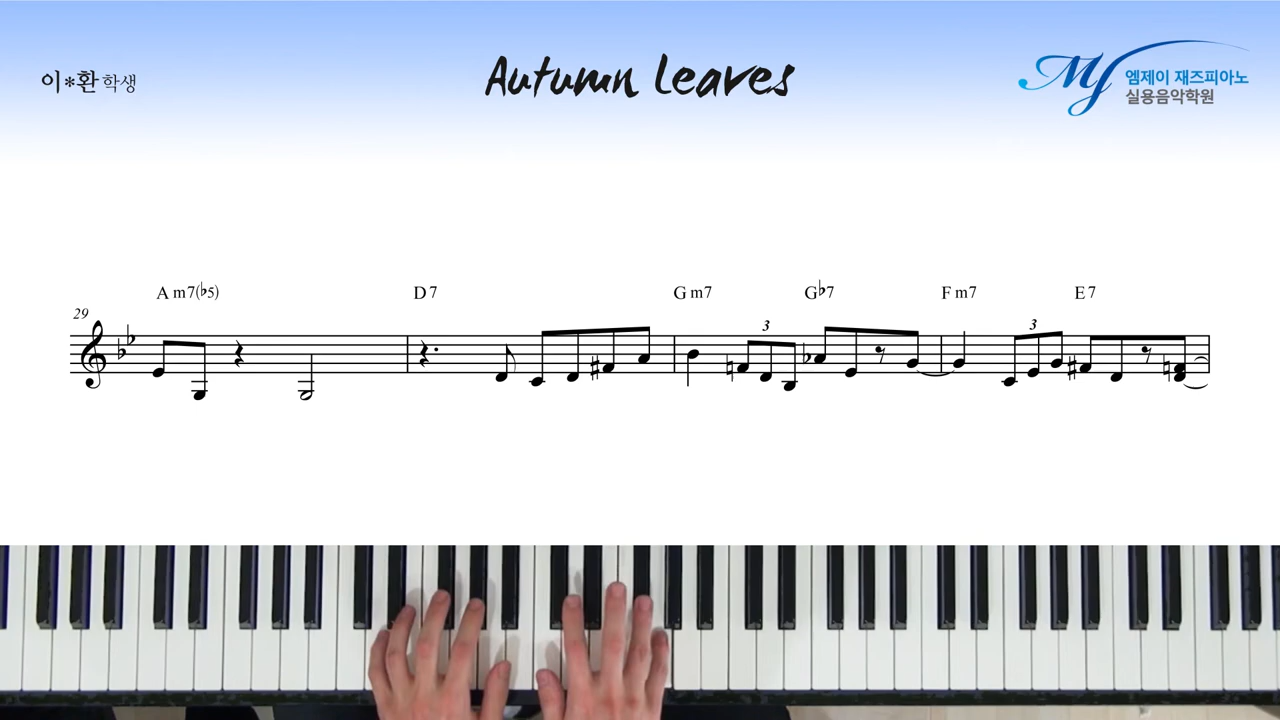 이*환 학생
Autumn Leaves
MJ 엠제이 재즈피아노
실용음악학원
A m7(♭5) D 7 G m7 G♭7 F m7 E 7
29
3 3